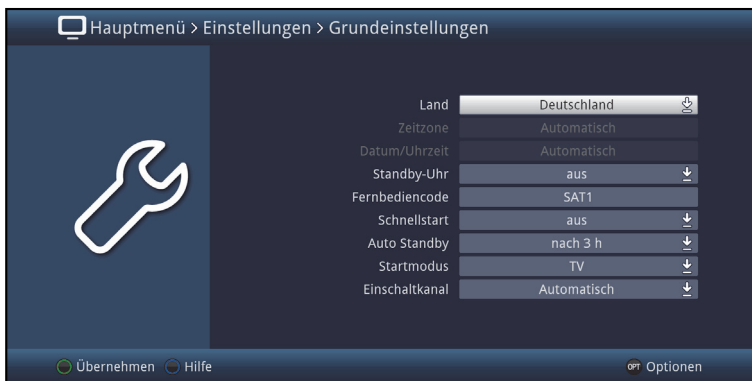 Hauptmenü > Einstellungen > Grundeinstellungen
Land Deutschland
Zeitzone Automatisch
Datum/Uhrzeit Automatisch
Standby-Uhr aus
Fernbediencode SAT1
Schnellstart aus
Auto Standby nach 3 h
Startmodus TV
Einschaltkanal Automatisch
Übernehmen Hilfe OPT Optionen